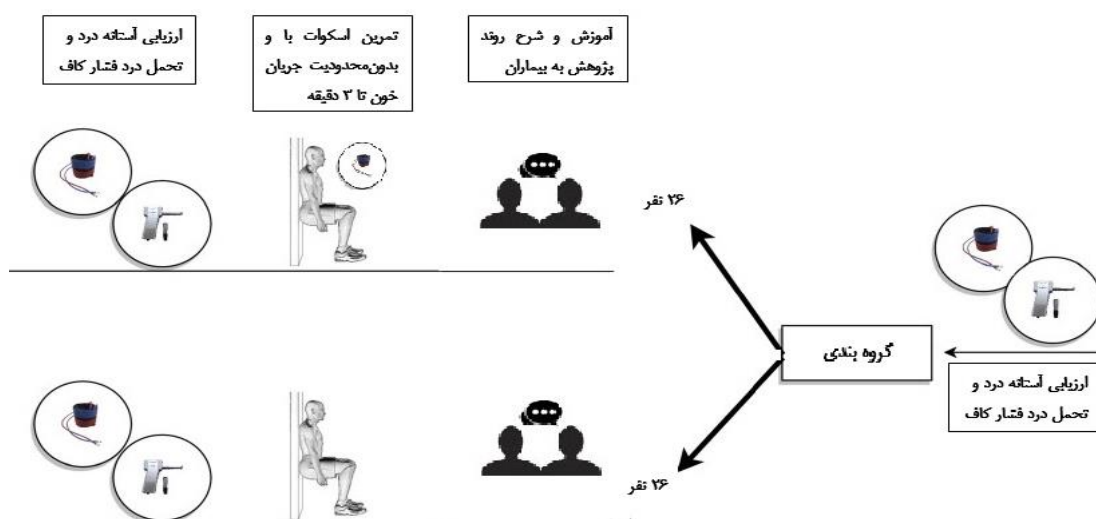 آموزش و شرح روند
پژوهش به بیماران
تمرین اسکوات با و
بدون‌محدودیت جریان
خون تا ۳ دقیقه
ارزیابی آستانه درد و
تحمل درد فشار کاف
۲۶ نفر
گروه بندی
ارزیابی آستانه درد و
تحمل درد فشار کاف
۲۶ نفر